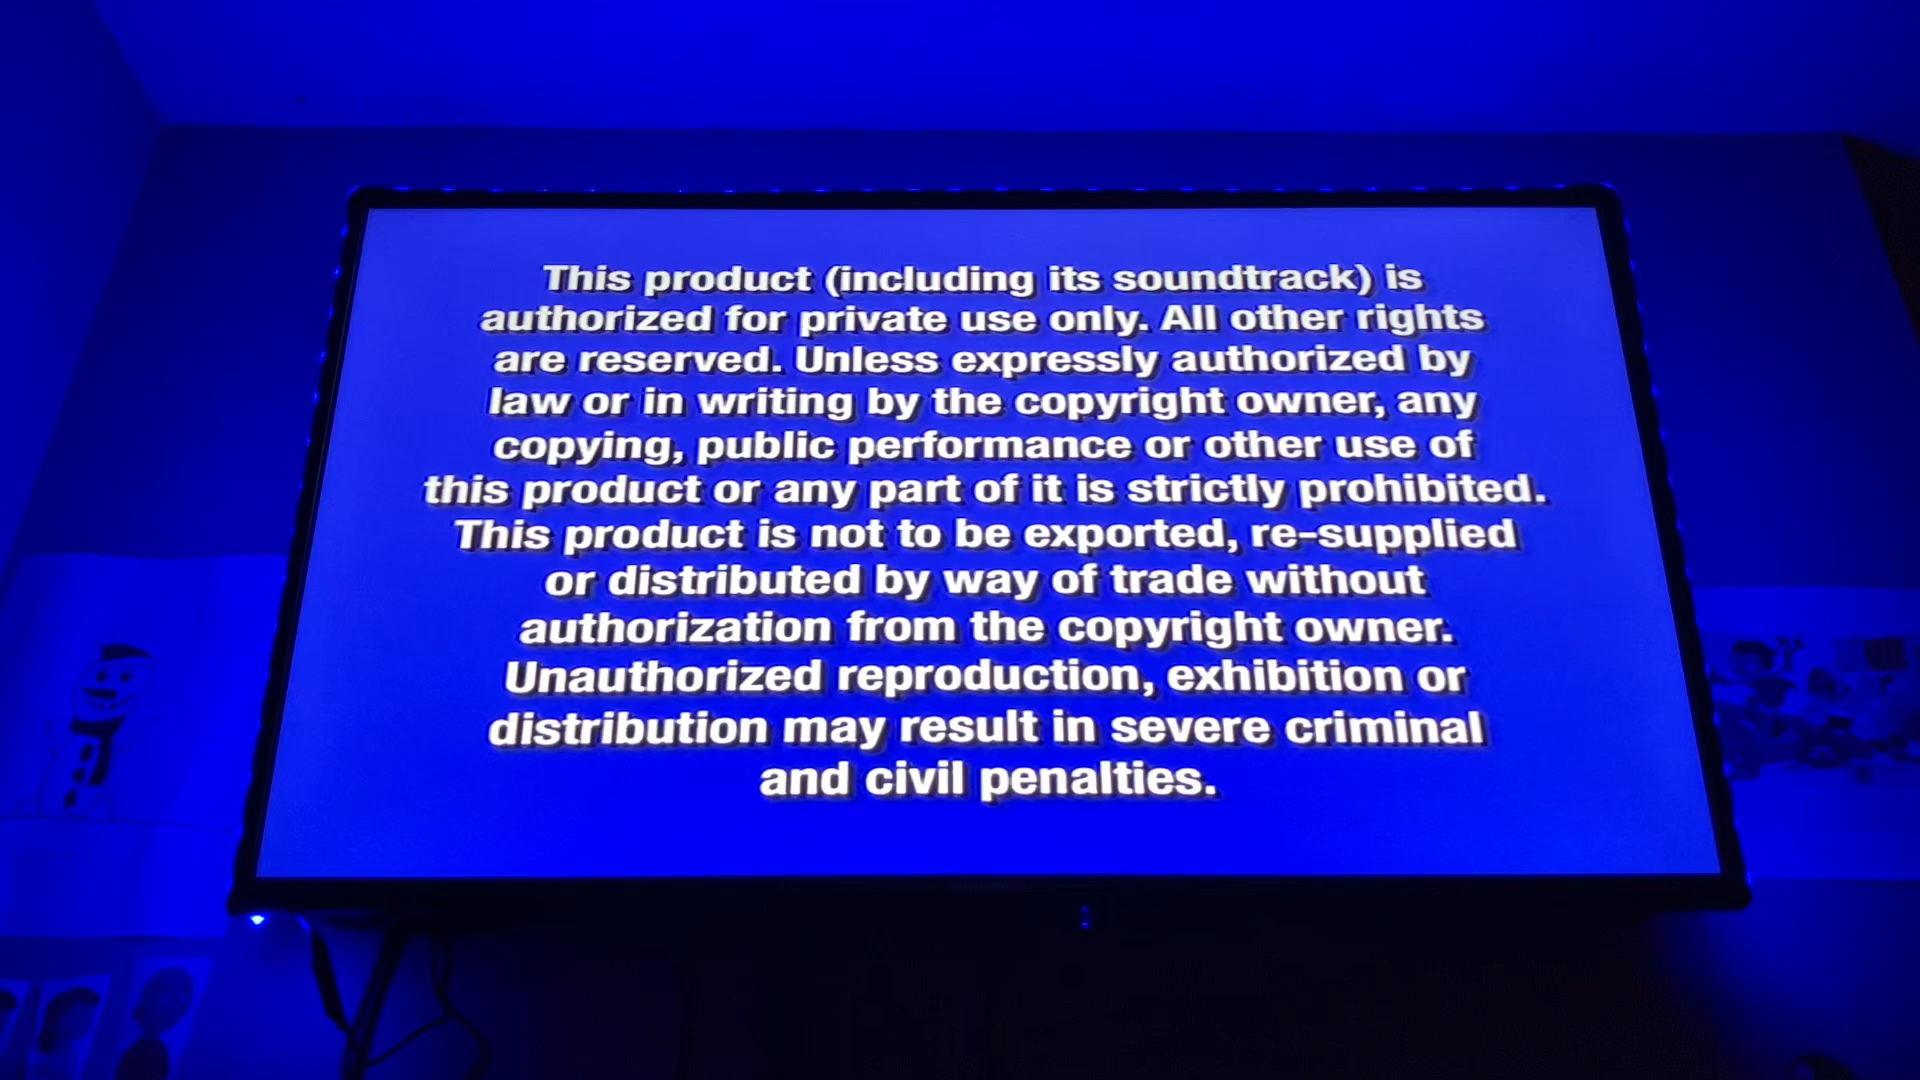 This product (including its soundtrack) is
authorized for private use only. All other rights
are reserved. Unless expressly authorized by
law or in writing by the copyright owner, any
copying, public performance or other use of
this product or any part of it is strictly prohibited.
This product is not to be exported, re-supplied
or distributed by way of trade without
authorization from the copyright owner.
Unauthorized reproduction, exhibition or
distribution may result in severe criminal
and civil penalties.